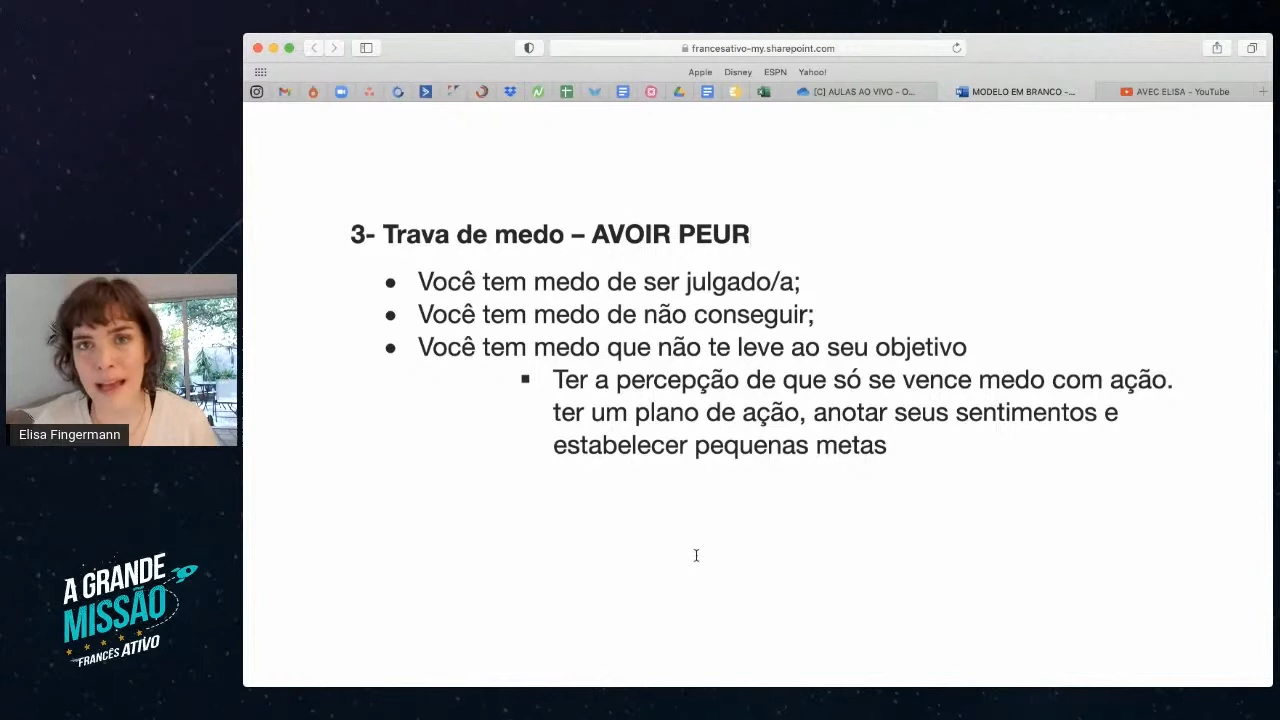 francesativo-my.sharepoint.com
Apple Disney ESPN Yahoo!
[C] AULAS AO VIVO - O...
MODELO EM BRANCO -...
AVEC ELISA - YouTube
3- Trava de medo – AVOIR PEUR
• Você tem medo de ser julgado/a;
• Você tem medo de não conseguir;
• Você tem medo que não te leve ao seu objetivo
▪ Ter a percepção de que só se vence medo com ação.
ter um plano de ação, anotar seus sentimentos e
estabelecer pequenas metas
Elisa Fingermann
A GRANDE
MISSÃO
FRANCÊS ATIVO